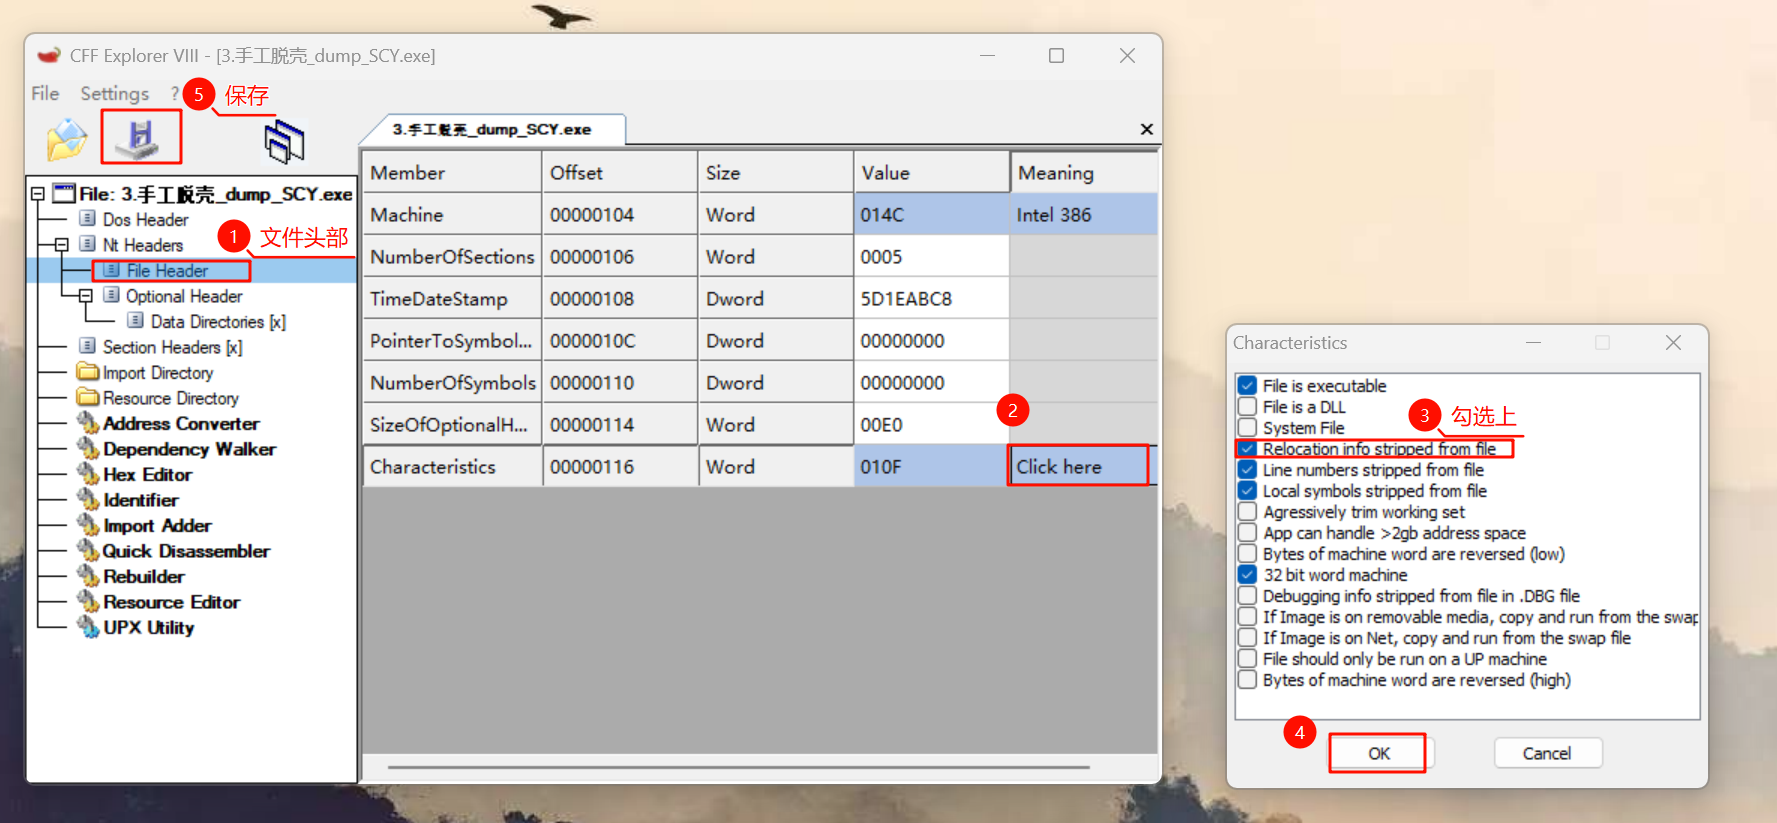 CFF Explorer VIII - [3.手工脱壳_dump_SCY.exe]
File Settings ?
5 保存
3.手工脱壳_dump_SCY.exe
File: 3.手工脱壳_dump_SCY.exe
Dos Header
Nt Headers
1 文件头部
File Header
Optional Header
Data Directories [x]
Section Headers [x]
Import Directory
Resource Directory
Address Converter
Dependency Walker
Hex Editor
Identifier
Import Adder
Quick Disassembler
Rebuilder
Resource Editor
UPX Utility
Member Offset Size Value Meaning
Machine 00000104 Word 014C Intel 386
NumberOfSections 00000106 Word 0005
TimeDateStamp 00000108 Dword 5D1EABC8
PointerToSymbol... 0000010C Dword 00000000
NumberOfSymbols 00000110 Dword 00000000
SizeOfOptionalH... 00000114 Word 00E0
2
Characteristics 00000116 Word 010F Click here
Characteristics
File is executable
File is a DLL
System File
3 勾选上
Relocation info stripped from file
Line numbers stripped from file
Local symbols stripped from file
Agressively trim working set
App can handle >2gb address space
Bytes of machine word are reversed (low)
32 bit word machine
Debugging info stripped from file in .DBG file
If Image is on removable media, copy and run from the swap
If Image is on Net, copy and run from the swap file
File should only be run on a UP machine
Bytes of machine word are reversed (high)
4
OK Cancel